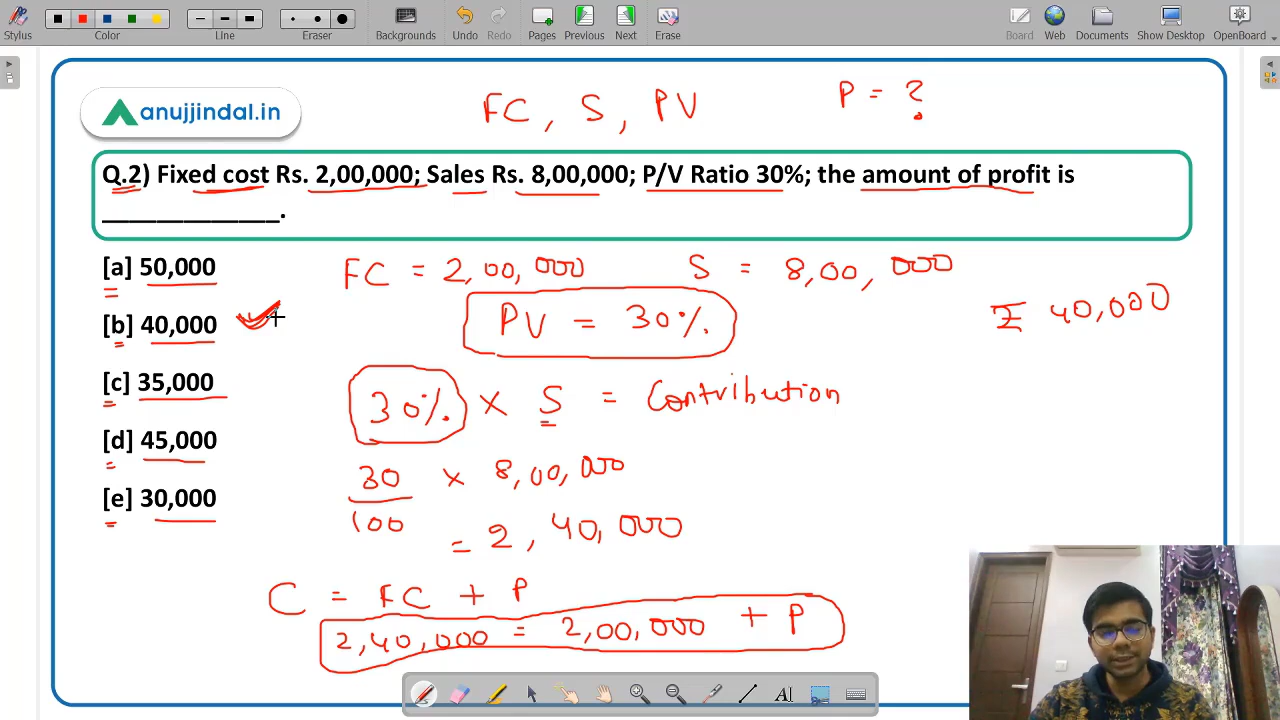 Stylus Color Line Eraser Backgrounds Undo Redo Pages Previous Next Erase Board Web Documents Show Desktop OpenBoard
FC, S, PV P = ?
anujjindal.in
Q.2) Fixed cost Rs. 2,00,000; Sales Rs. 8,00,000; P/V Ratio 30%; the amount of profit is
______________.
[a] 50,000 FC = 2,00,000 S = 8,00,000
[b] 40,000 PV = 30% ₹ 40,000
[c] 35,000 30% × S = Contribution
[d] 45,000
30/100 × 8,00,000
[e] 30,000
= 2,40,000
C = FC + P
2,40,000 = 2,00,000 + P